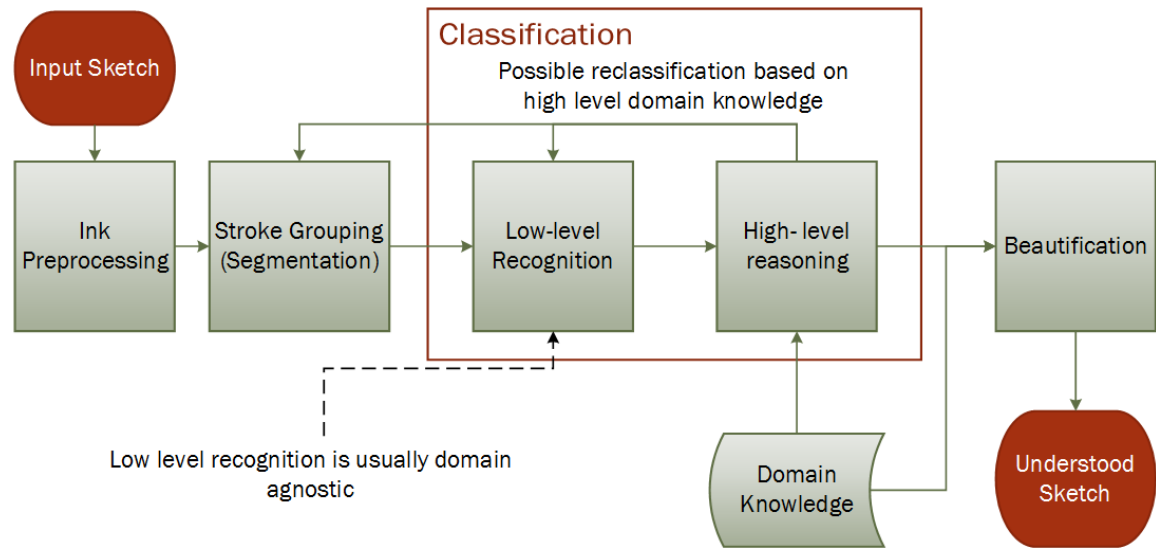 Input Sketch
Classification
Possible reclassification based on
high level domain knowledge
Ink
Preprocessing
Stroke Grouping
(Segmentation)
Low-level
Recognition
High- level
reasoning
Beautification
Low level recognition is usually domain
agnostic
Domain
Knowledge
Understood
Sketch